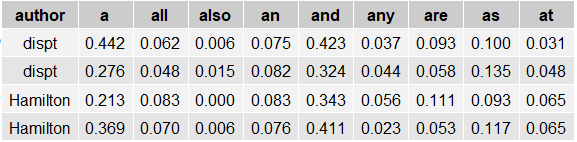 author a all also an and any are as at
dispt 0.442 0.062 0.006 0.075 0.423 0.037 0.093 0.100 0.031
dispt 0.276 0.048 0.015 0.082 0.324 0.044 0.058 0.135 0.048
Hamilton 0.213 0.083 0.000 0.083 0.343 0.056 0.111 0.093 0.065
Hamilton 0.369 0.070 0.006 0.076 0.411 0.023 0.053 0.117 0.065